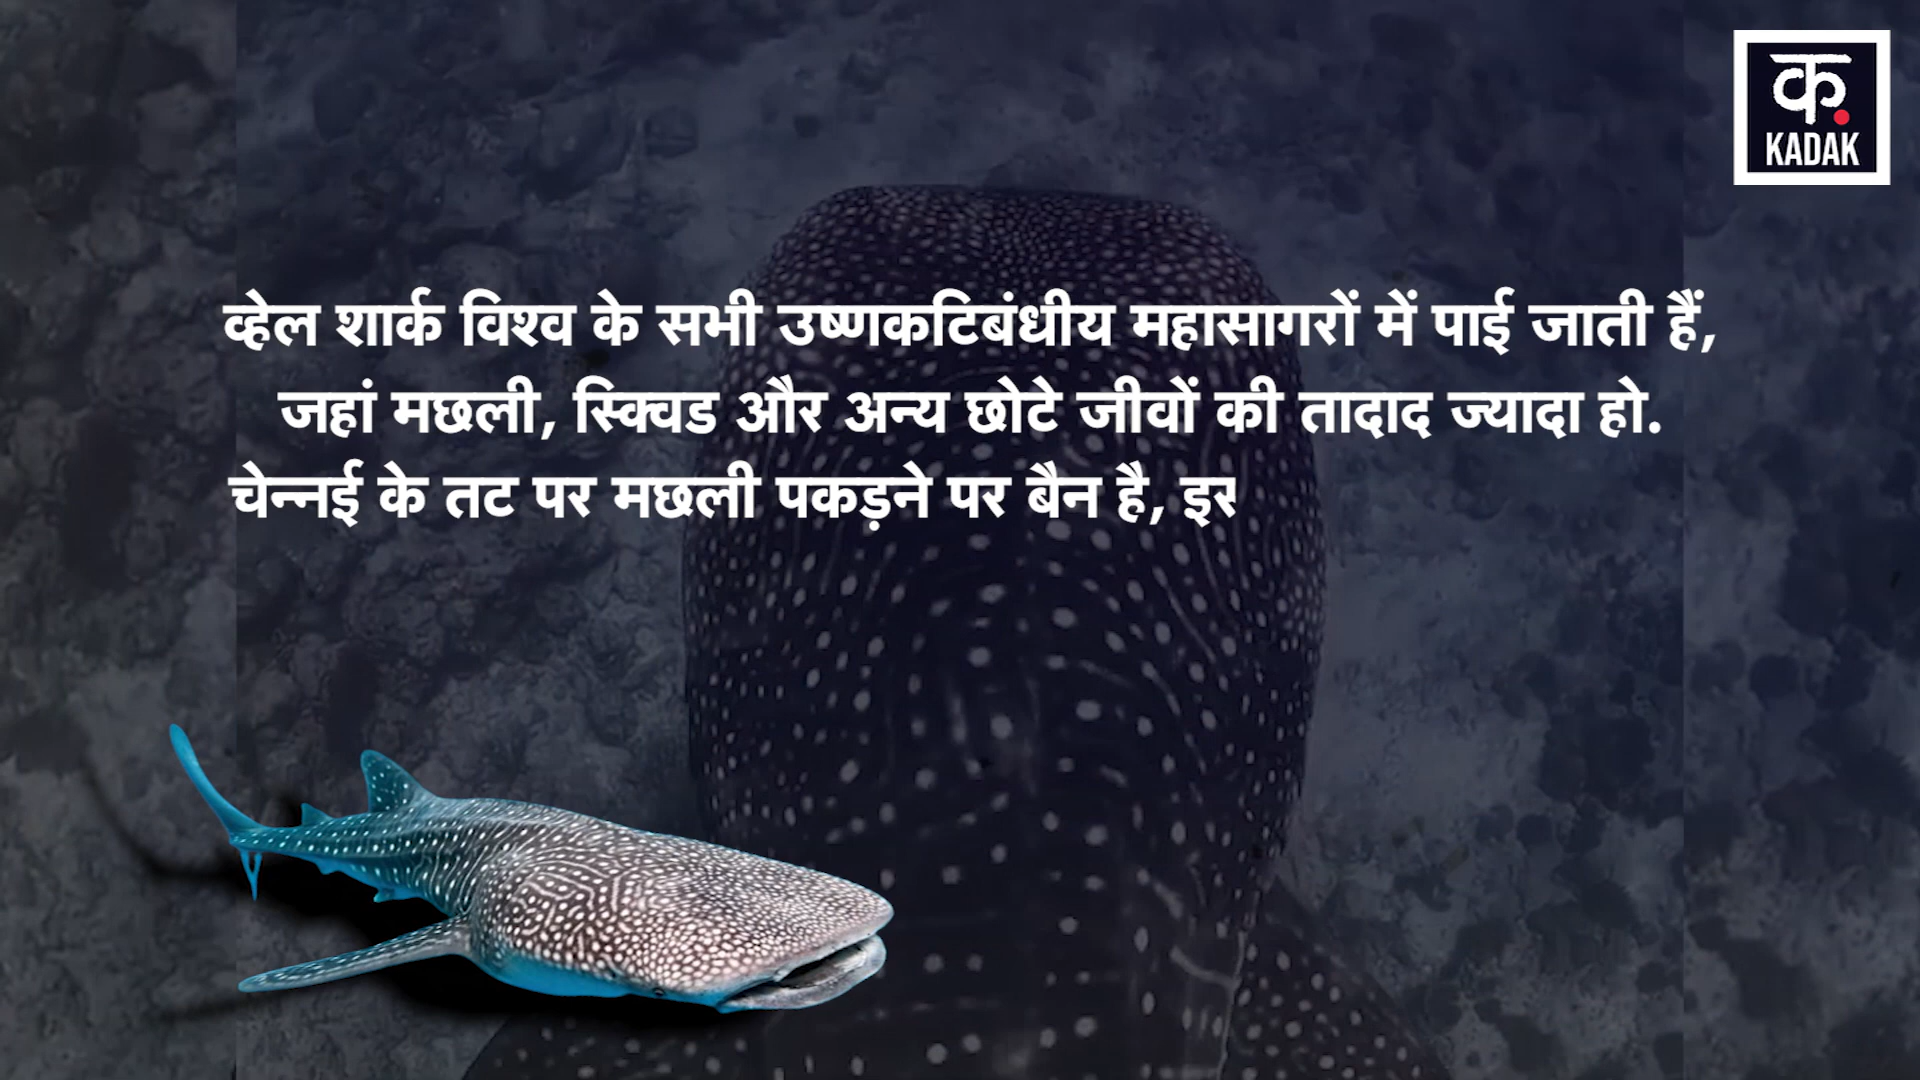 क
KADAK
व्हेल शार्क विश्व के सभी उष्णकटिबंधीय महासागरों में पाई जाती हैं,
जहां मछली, स्क्विड और अन्य छोटे जीवों की तादाद ज्यादा हो.
चेन्नई के तट पर मछली पकड़ने पर बैन है,